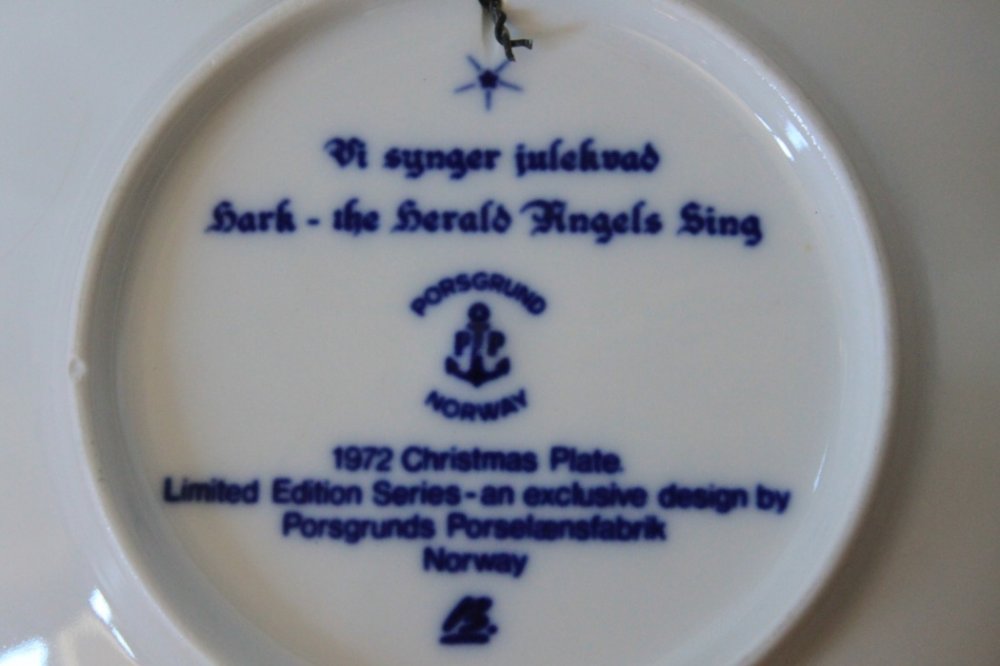 Vi synger julekvad
Hark - the Herald Angels Sing
PORSGRUND
P P
NORWAY
1972 Christmas Plate.
Limited Edition Series - an exclusive design by
Porsgrunds Porselænsfabrik
Norway